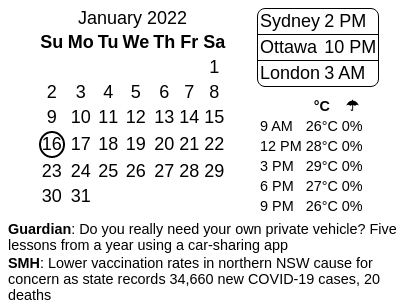 January 2022
Su Mo Tu We Th Fr Sa
1
2 3 4 5 6 7 8
9 10 11 12 13 14 15
16 17 18 19 20 21 22
23 24 25 26 27 28 29
30 31
Sydney 2 PM
Ottawa 10 PM
London 3 AM
°C ☂
9 AM 26°C 0%
12 PM 28°C 0%
3 PM 29°C 0%
6 PM 27°C 0%
9 PM 26°C 0%
Guardian: Do you really need your own private vehicle? Five
lessons from a year using a car-sharing app
SMH: Lower vaccination rates in northern NSW cause for
concern as state records 34,660 new COVID-19 cases, 20
deaths